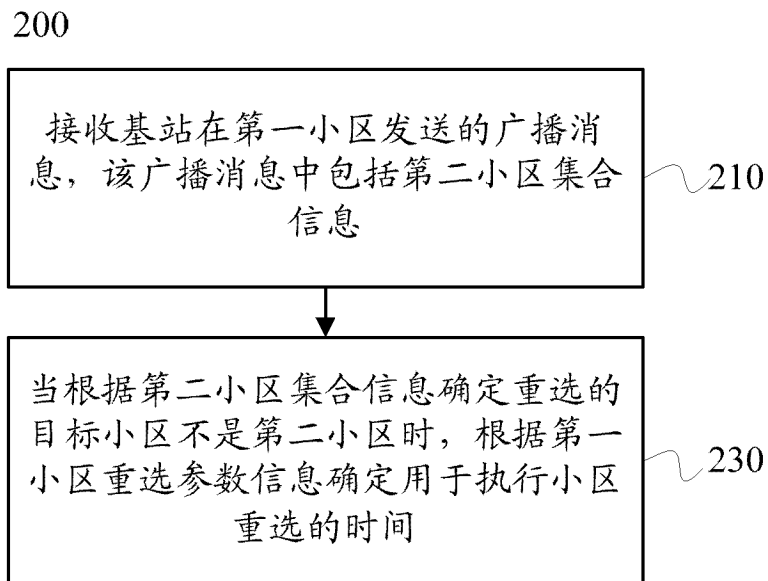 200
接收基站在第一小区发送的广播消
息，该广播消息中包括第二小区集合
信息
210
当根据第二小区集合信息确定重选的
目标小区不是第二小区时，根据第一
小区重选参数信息确定用于执行小区
重选的时间
230